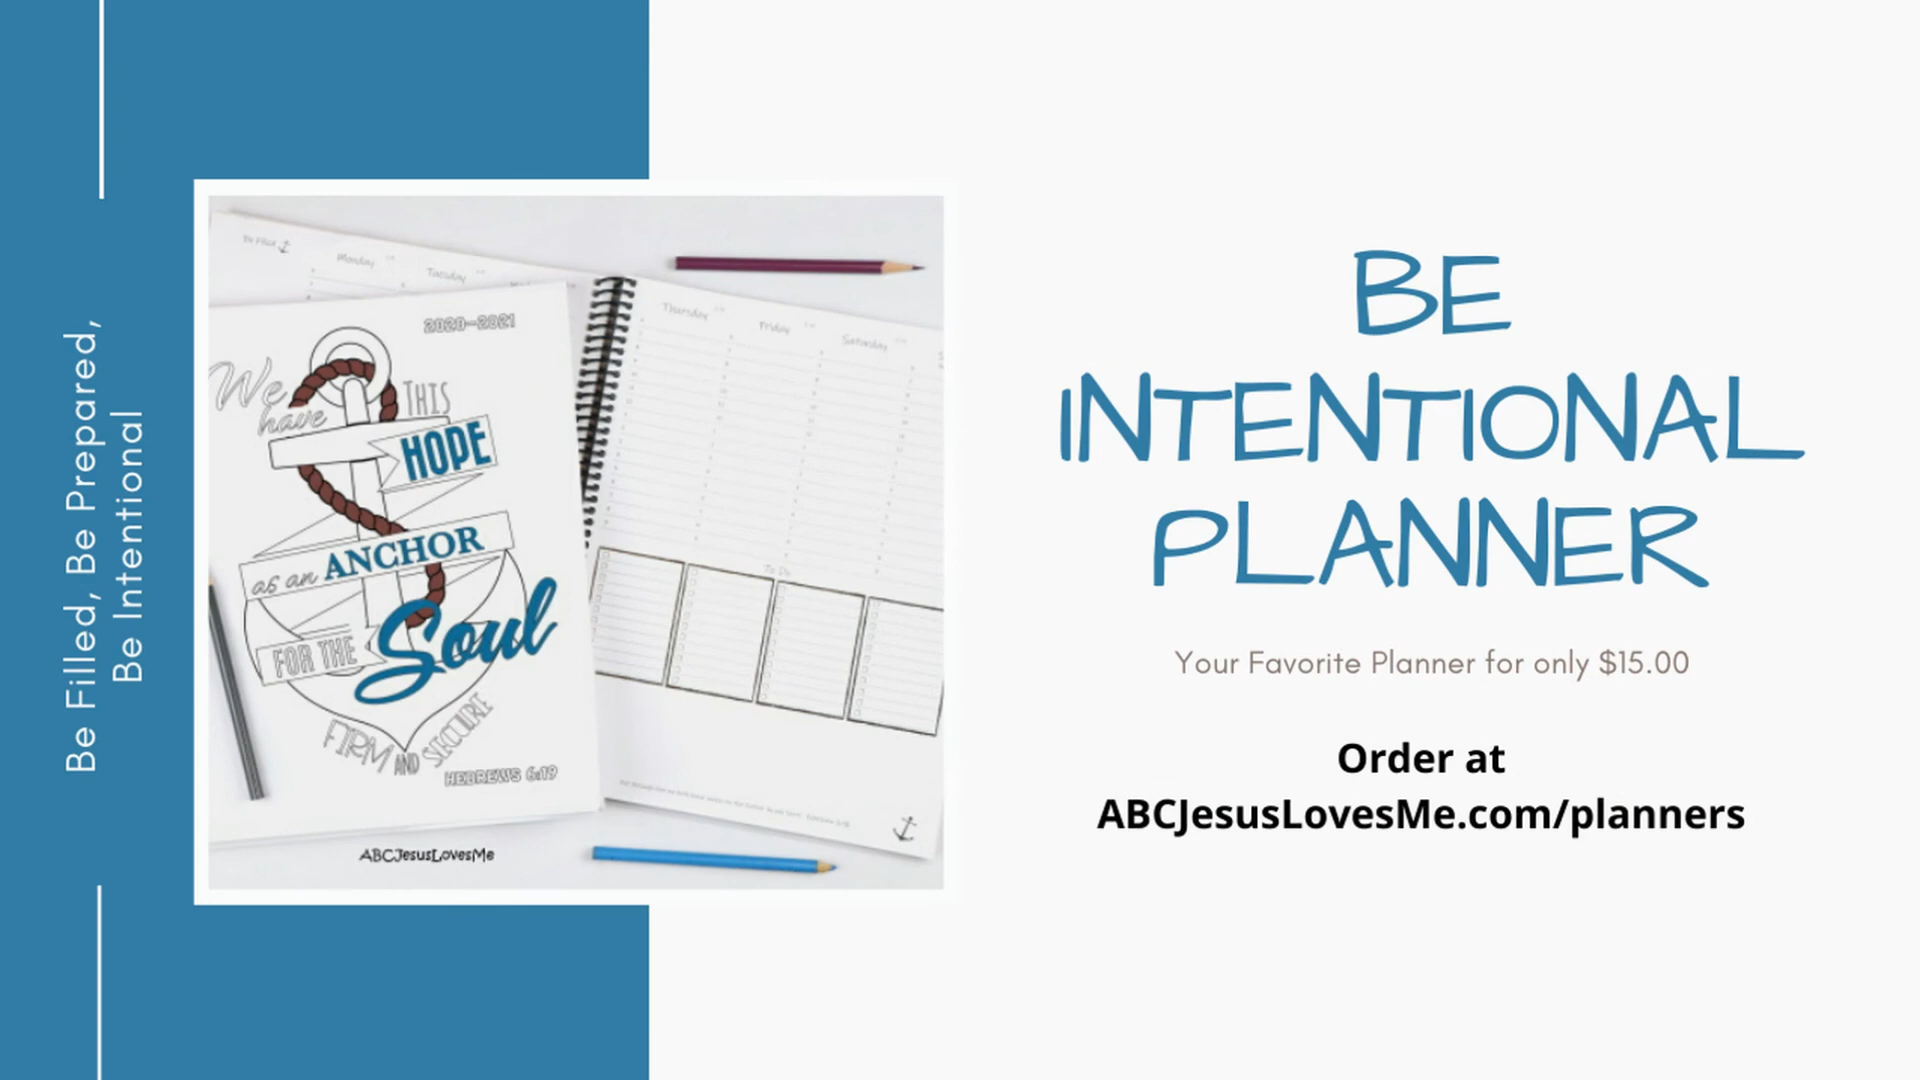 Be Filled, Be Prepared,
Be Intentional
Monday
Tuesday
2020-2021
We
have
THIS
HOPE
as an ANCHOR
FOR THE
Soul
FIRM AND SECURE
HEBREWS 6:19
ABCJesusLovesMe
Thursday
Friday
Saturday
To Do
BE
INTENTIONAL
PLANNER
Your Favorite Planner for only $15.00
Order at
ABCJesusLovesMe.com/planners